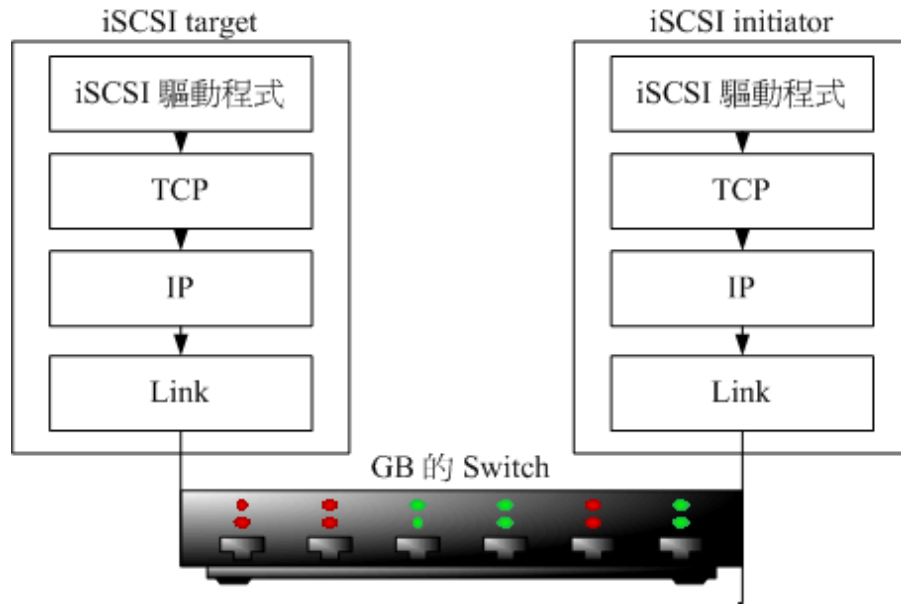 iSCSI target
iSCSI 驅動程式
TCP
IP
Link
iSCSI initiator
iSCSI 驅動程式
TCP
IP
Link
GB 的 Switch